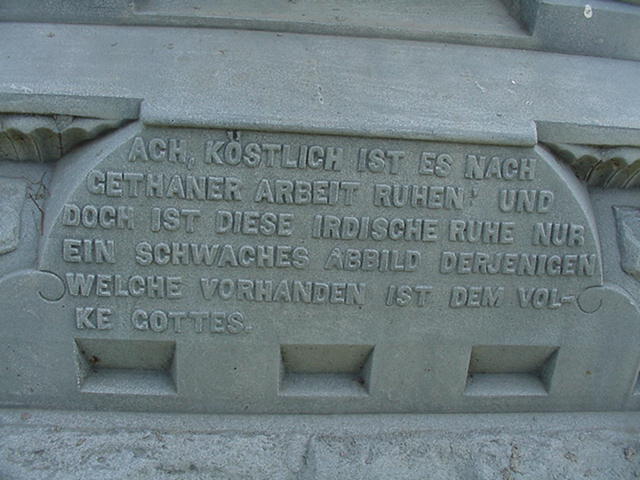 ACH, KÖSTLICH IST ES NACH
GETHANER ARBEIT RUHEN: UND
DOCH IST DIESE IRDISCHE RUHE NUR
EIN SCHWACHES ABBILD DERJENIGEN
WELCHE VORHANDEN IST DEM VOL-
KE GOTTES.